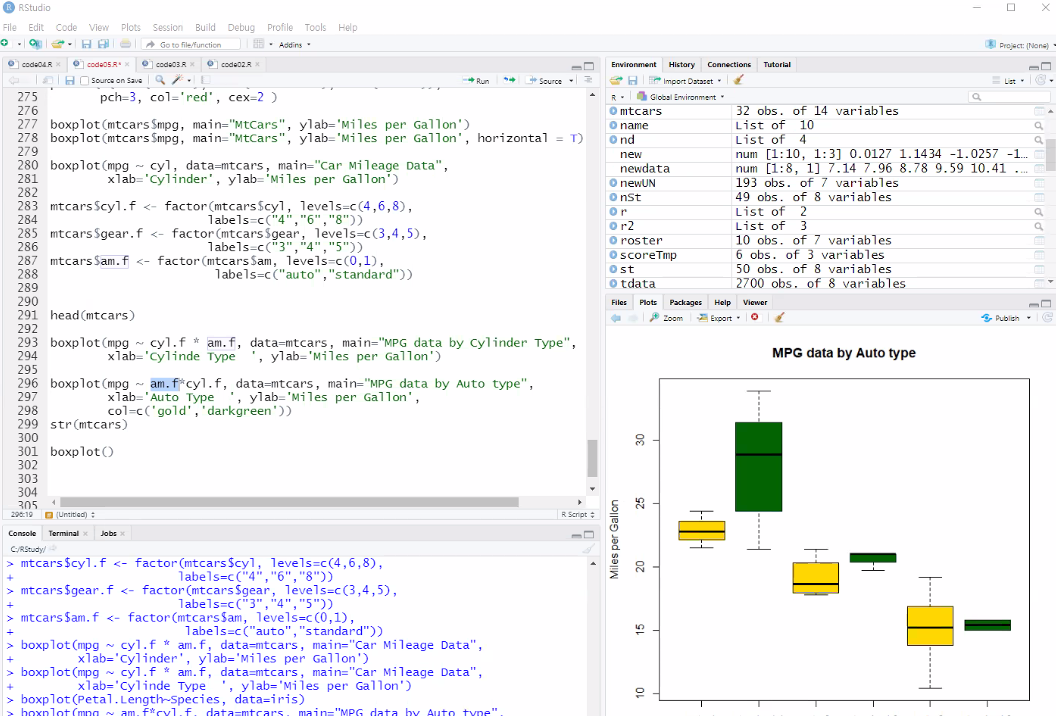 RStudio
File Edit Code View Plots Session Build Debug Profile Tools Help
Go to file/function Addins Project: (None)
code04.R code05.R* code03.R code02.R
Source on Save Run Source
275 pch=3, col='red', cex=2 )
276
277 boxplot(mtcars$mpg, main="MtCars", ylab='Miles per Gallon')
278 boxplot(mtcars$mpg, main="MtCars", ylab='Miles per Gallon', horizontal = T)
279
280 boxplot(mpg ~ cyl, data=mtcars, main="Car Mileage Data",
281 xlab='Cylinder', ylab='Miles per Gallon')
282
283 mtcars$cyl.f <- factor(mtcars$cyl, levels=c(4,6,8),
284 labels=c("4","6","8"))
285 mtcars$gear.f <- factor(mtcars$gear, levels=c(3,4,5),
286 labels=c("3","4","5"))
287 mtcars$am.f <- factor(mtcars$am, levels=c(0,1),
288 labels=c("auto","standard"))
289
290
291 head(mtcars)
292
293 boxplot(mpg ~ cyl.f * am.f, data=mtcars, main="MPG data by Cylinder Type",
294 xlab='Cylinde Type  ', ylab='Miles per Gallon')
295
296 boxplot(mpg ~ am.f*cyl.f, data=mtcars, main="MPG data by Auto type",
297 xlab='Auto Type  ', ylab='Miles per Gallon',
298 col=c('gold','darkgreen'))
299 str(mtcars)
300
301 boxplot()
302
303
304
305
296:19 (Untitled) R Script
Console Terminal Jobs
C:/RStudy/
> mtcars$cyl.f <- factor(mtcars$cyl, levels=c(4,6,8),
+ labels=c("4","6","8"))
> mtcars$gear.f <- factor(mtcars$gear, levels=c(3,4,5),
+ labels=c("3","4","5"))
> mtcars$am.f <- factor(mtcars$am, levels=c(0,1),
+ labels=c("auto","standard"))
> boxplot(mpg ~ cyl.f * am.f, data=mtcars, main="Car Mileage Data",
+ xlab='Cylinder', ylab='Miles per Gallon')
> boxplot(mpg ~ cyl.f * am.f, data=mtcars, main="Car Mileage Data",
+ xlab='Cylinde Type  ', ylab='Miles per Gallon')
> boxplot(Petal.Length~Species, data=iris)
> boxplot(mpg ~ am.f*cyl.f, data=mtcars, main="MPG data by Auto type",
Environment History Connections Tutorial
Import Dataset List
R Global Environment
mtcars 32 obs. of 14 variables
name List of 10
nd List of 4
new num [1:10, 1:3] 0.0127 1.1434 -1.0257 -1...
newdata num [1:8, 1] 7.14 7.96 8.78 9.59 10.41 ...
newUN 193 obs. of 7 variables
nSt 49 obs. of 8 variables
r List of 2
r2 List of 3
roster 10 obs. of 7 variables
scoreTmp 6 obs. of 3 variables
st 50 obs. of 8 variables
tdata 2700 obs. of 8 variables
Files Plots Packages Help Viewer
Zoom Export Publish
MPG data by Auto type
Miles per Gallon
30
25
20
15
10